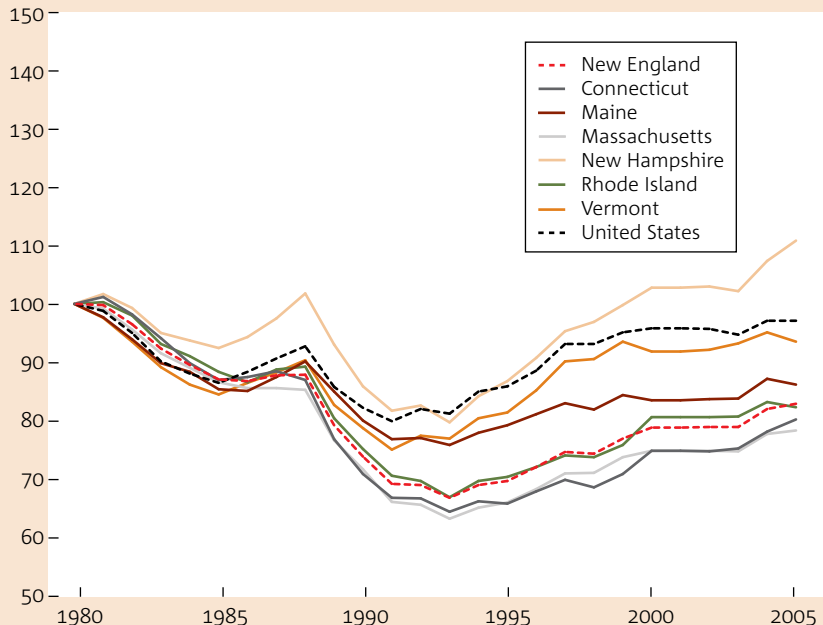 150
140
130
120
110
100
90
80
70
60
50
New England
Connecticut
Maine
Massachusetts
New Hampshire
Rhode Island
Vermont
United States
1980 1985 1990 1995 2000 2005